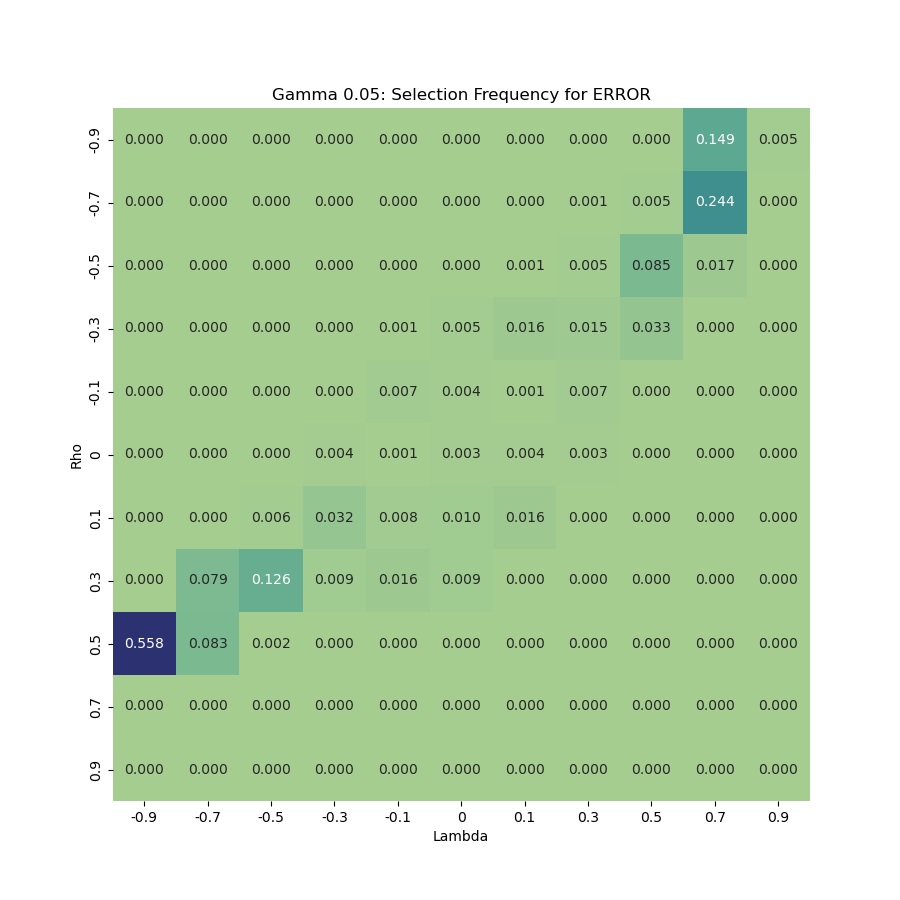 Gamma 0.05: Selection Frequency for ERROR
-0.9 0.000 0.000 0.000 0.000 0.000 0.000 0.000 0.000 0.000 0.149 0.005
-0.7 0.000 0.000 0.000 0.000 0.000 0.000 0.000 0.001 0.005 0.244 0.000
-0.5 0.000 0.000 0.000 0.000 0.000 0.000 0.001 0.005 0.085 0.017 0.000
-0.3 0.000 0.000 0.000 0.000 0.001 0.005 0.016 0.015 0.033 0.000 0.000
-0.1 0.000 0.000 0.000 0.000 0.007 0.004 0.001 0.007 0.000 0.000 0.000
Rho
0 0.000 0.000 0.000 0.004 0.001 0.003 0.004 0.003 0.000 0.000 0.000
0.1 0.000 0.000 0.006 0.032 0.008 0.010 0.016 0.000 0.000 0.000 0.000
0.3 0.000 0.079 0.126 0.009 0.016 0.009 0.000 0.000 0.000 0.000 0.000
0.5 0.558 0.083 0.002 0.000 0.000 0.000 0.000 0.000 0.000 0.000 0.000
0.7 0.000 0.000 0.000 0.000 0.000 0.000 0.000 0.000 0.000 0.000 0.000
0.9 0.000 0.000 0.000 0.000 0.000 0.000 0.000 0.000 0.000 0.000 0.000
-0.9 -0.7 -0.5 -0.3 -0.1 0 0.1 0.3 0.5 0.7 0.9
Lambda